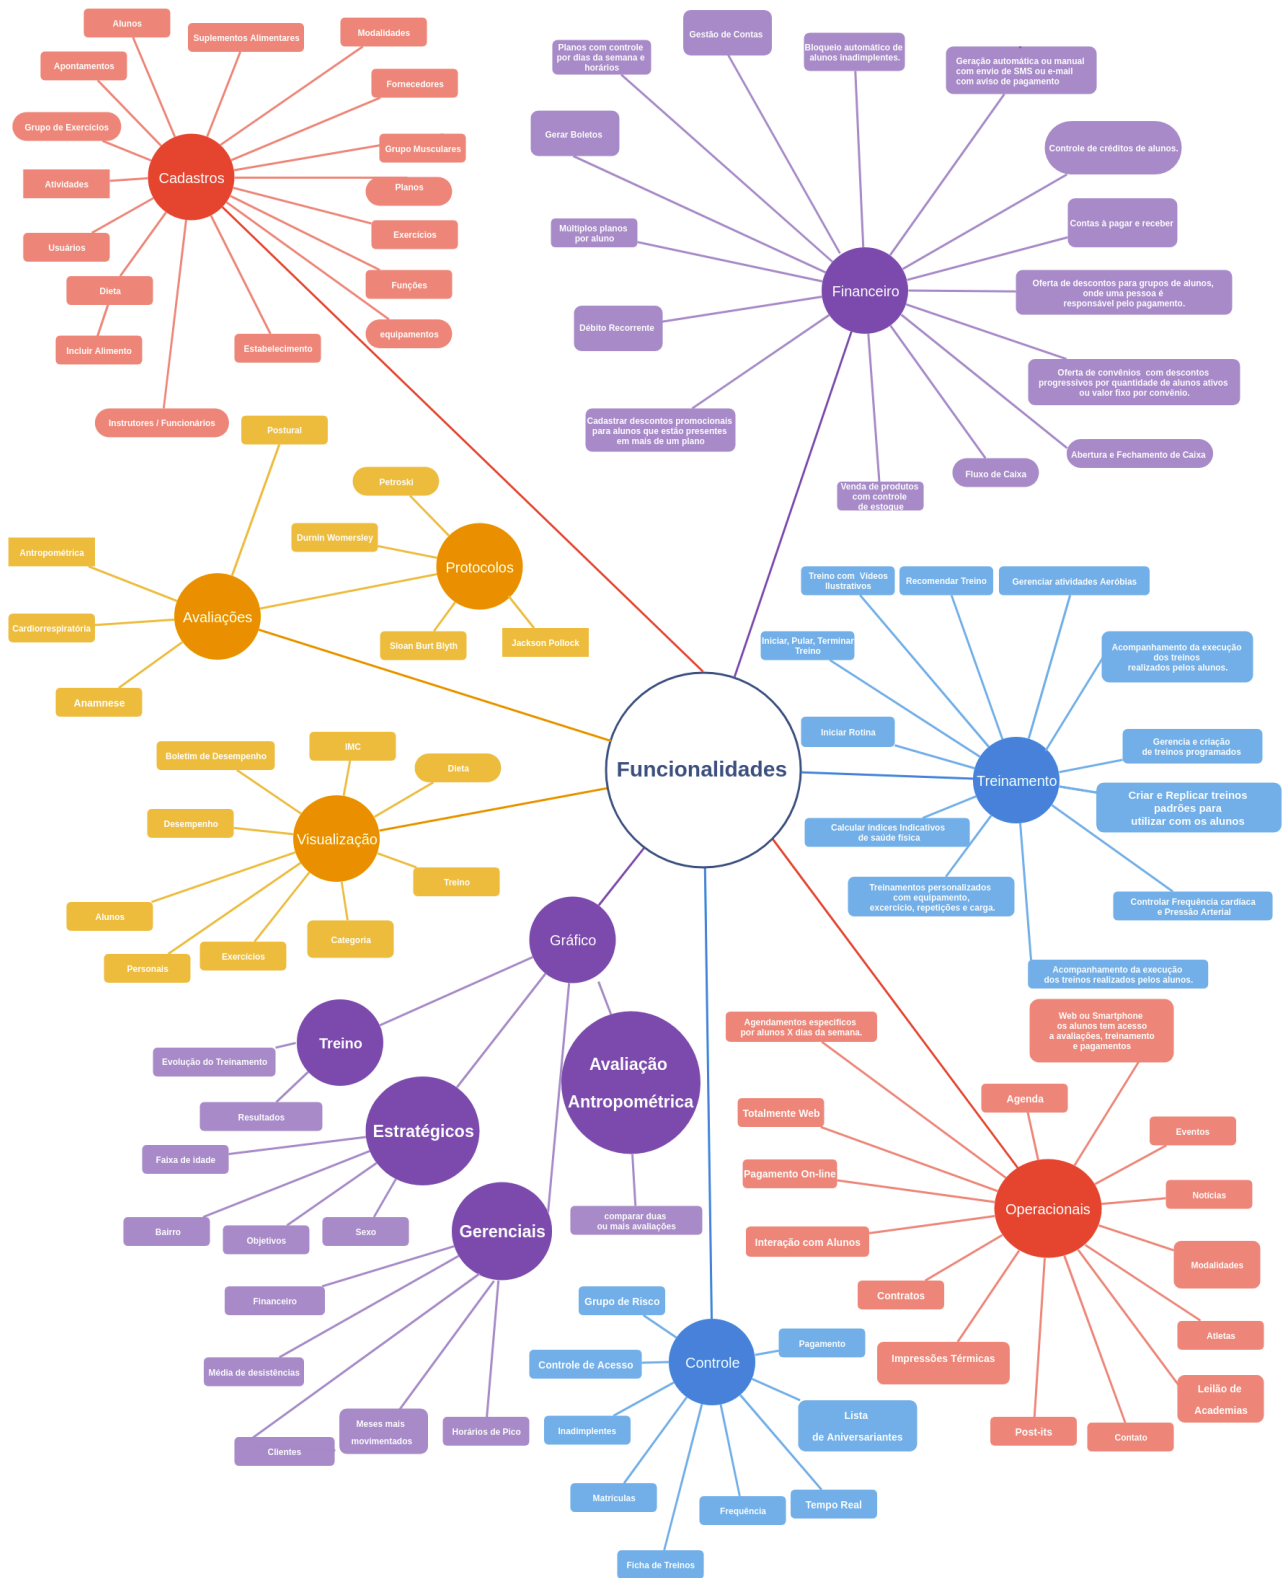 Alunos
Suplementos Alimentares
Modalidades
Apontamentos
Fornecedores
Grupo de Exercícios
Grupo Musculares
Cadastros
Atividades
Planos
Usuários
Exercícios
Dieta
Funções
Incluir Alimento
equipamentos
Estabelecimento
Instrutores / Funcionários
Gestão de Contas
Planos com controle
por dias da semana e
horários
Bloqueio automático de
alunos inadimplentes.
Geração automática ou manual
com envio de SMS ou e-mail
com aviso de pagamento
Gerar Boletos
Controle de créditos de alunos.
Múltiplos planos
por aluno
Contas à pagar e receber
Financeiro
Oferta de descontos para grupos de alunos,
onde uma pessoa é
responsável pelo pagamento.
Débito Recorrente
Oferta de convênios  com descontos
progressivos por quantidade de alunos ativos
ou valor fixo por convênio.
Cadastrar descontos promocionais
para alunos que estão presentes
em mais de um plano
Abertura e Fechamento de Caixa
Fluxo de Caixa
Venda de produtos
com controle
de estoque
Postural
Petroski
Durnin Womersley
Antropométrica
Protocolos
Avaliações
Cardiorrespiratória
Sloan Burt Blyth
Jackson Pollock
Anamnese
Treino com  Vídeos
Ilustrativos
Recomendar Treino
Gerenciar atividades Aeróbias
Iniciar, Pular, Terminar
Treino
Acompanhamento da execução
dos treinos
realizados pelos alunos.
Iniciar Rotina
Gerencia e criação
de treinos programados
Funcionalidades
Treinamento
Criar e Replicar treinos
padrões para
utilizar com os alunos
Calcular índices Indicativos
de saúde física
Treinamentos personalizados
com equipamento,
excercício, repetições e carga.
Controlar Frequência cardíaca
e Pressão Arterial
Acompanhamento da execução
dos treinos realizados pelos alunos.
IMC
Boletim de Desempenho
Dieta
Desempenho
Visualização
Treino
Alunos
Categoria
Exercícios
Personais
Gráfico
Treino
Evolução do Treinamento
Resultados
Avaliação
Antropométrica
Estratégicos
Faixa de idade
Bairro
Objetivos
Sexo
comparar duas
ou mais avaliações
Gerenciais
Financeiro
Média de desistências
Clientes
Meses mais
movimentados
Horários de Pico
Agendamentos específicos
por alunos X dias da semana.
Web ou Smartphone
os alunos tem acesso
a avaliações, treinamento
e pagamentos
Agenda
Totalmente Web
Eventos
Pagamento On-line
Notícias
Operacionais
Interação com Alunos
Modalidades
Contratos
Atletas
Impressões Térmicas
Leilão de
Academias
Post-its
Contato
Grupo de Risco
Pagamento
Controle de Acesso
Controle
Lista
de Aniversariantes
Inadimplentes
Matrículas
Frequência
Tempo Real
Ficha de Treinos